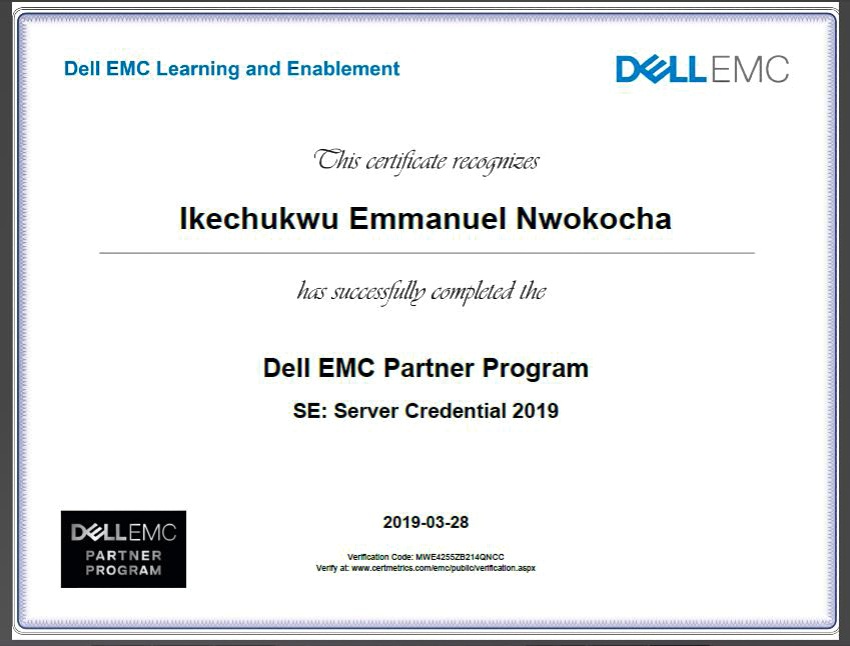 Dell EMC Learning and Enablement
DELLEMC
This certificate recognizes
Ikechukwu Emmanuel Nwokocha
has successfully completed the
Dell EMC Partner Program
SE: Server Credential 2019
2019-03-28
DELLEMC
PARTNER
PROGRAM
Verification Code: MWE4255ZB214QNCC
Verify at: www.certmetrics.com/emc/public/verification.aspx